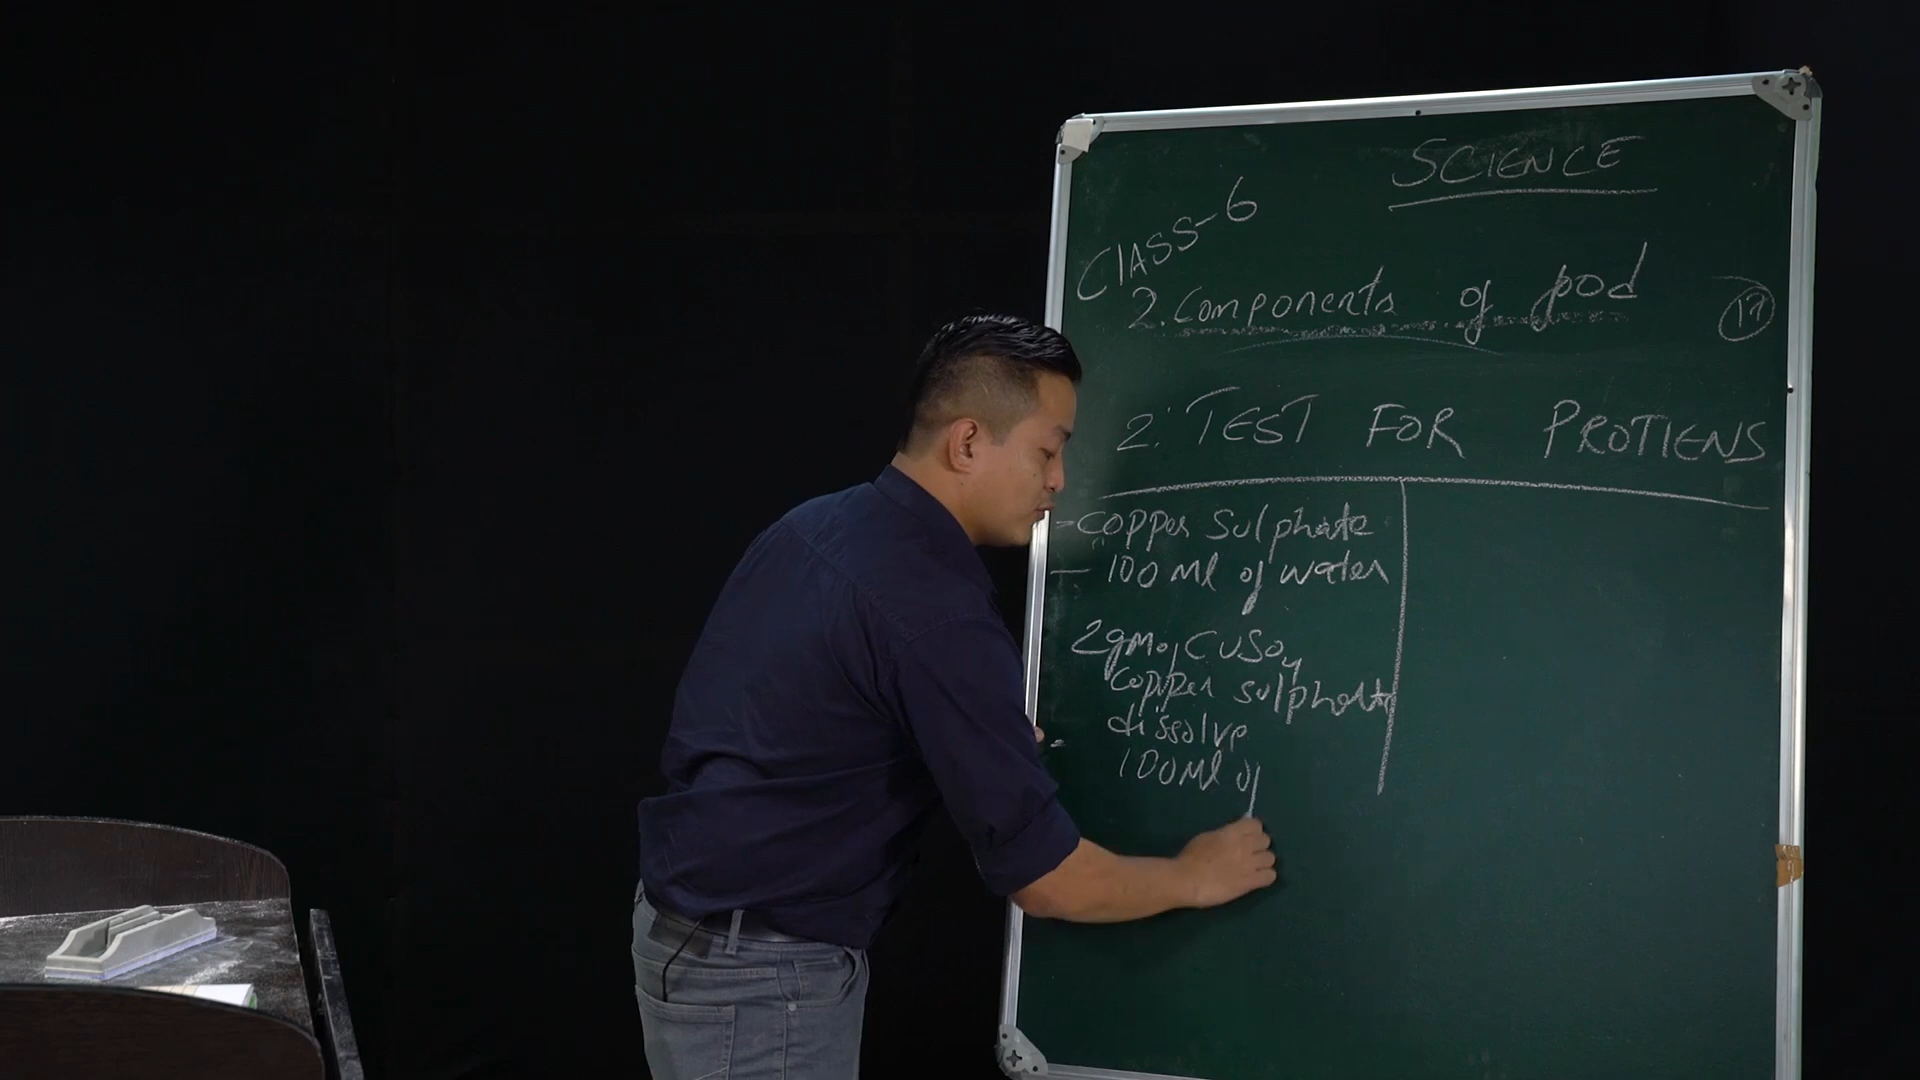 SCIENCE
CLASS-6
2. Components of food
17
2. TEST FOR PROTIENS
- Copper Sulphate
- 100 Ml of water
2gm of CuSO4
Copper sulphate
dissolve
100Ml of